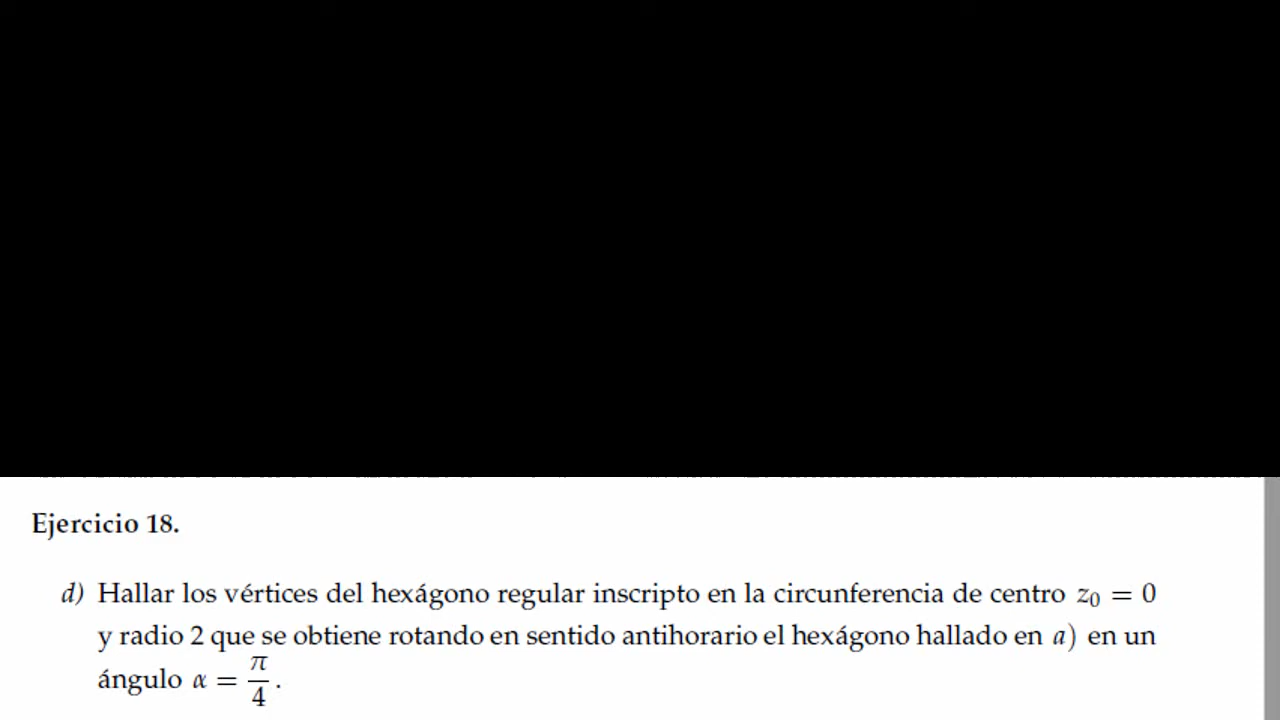 Ejercicio 18.
d) Hallar los vértices del hexágono regular inscripto en la circunferencia de centro z₀ = 0
y radio 2 que se obtiene rotando en sentido antihorario el hexágono hallado en a) en un
ángulo α = π/4 .